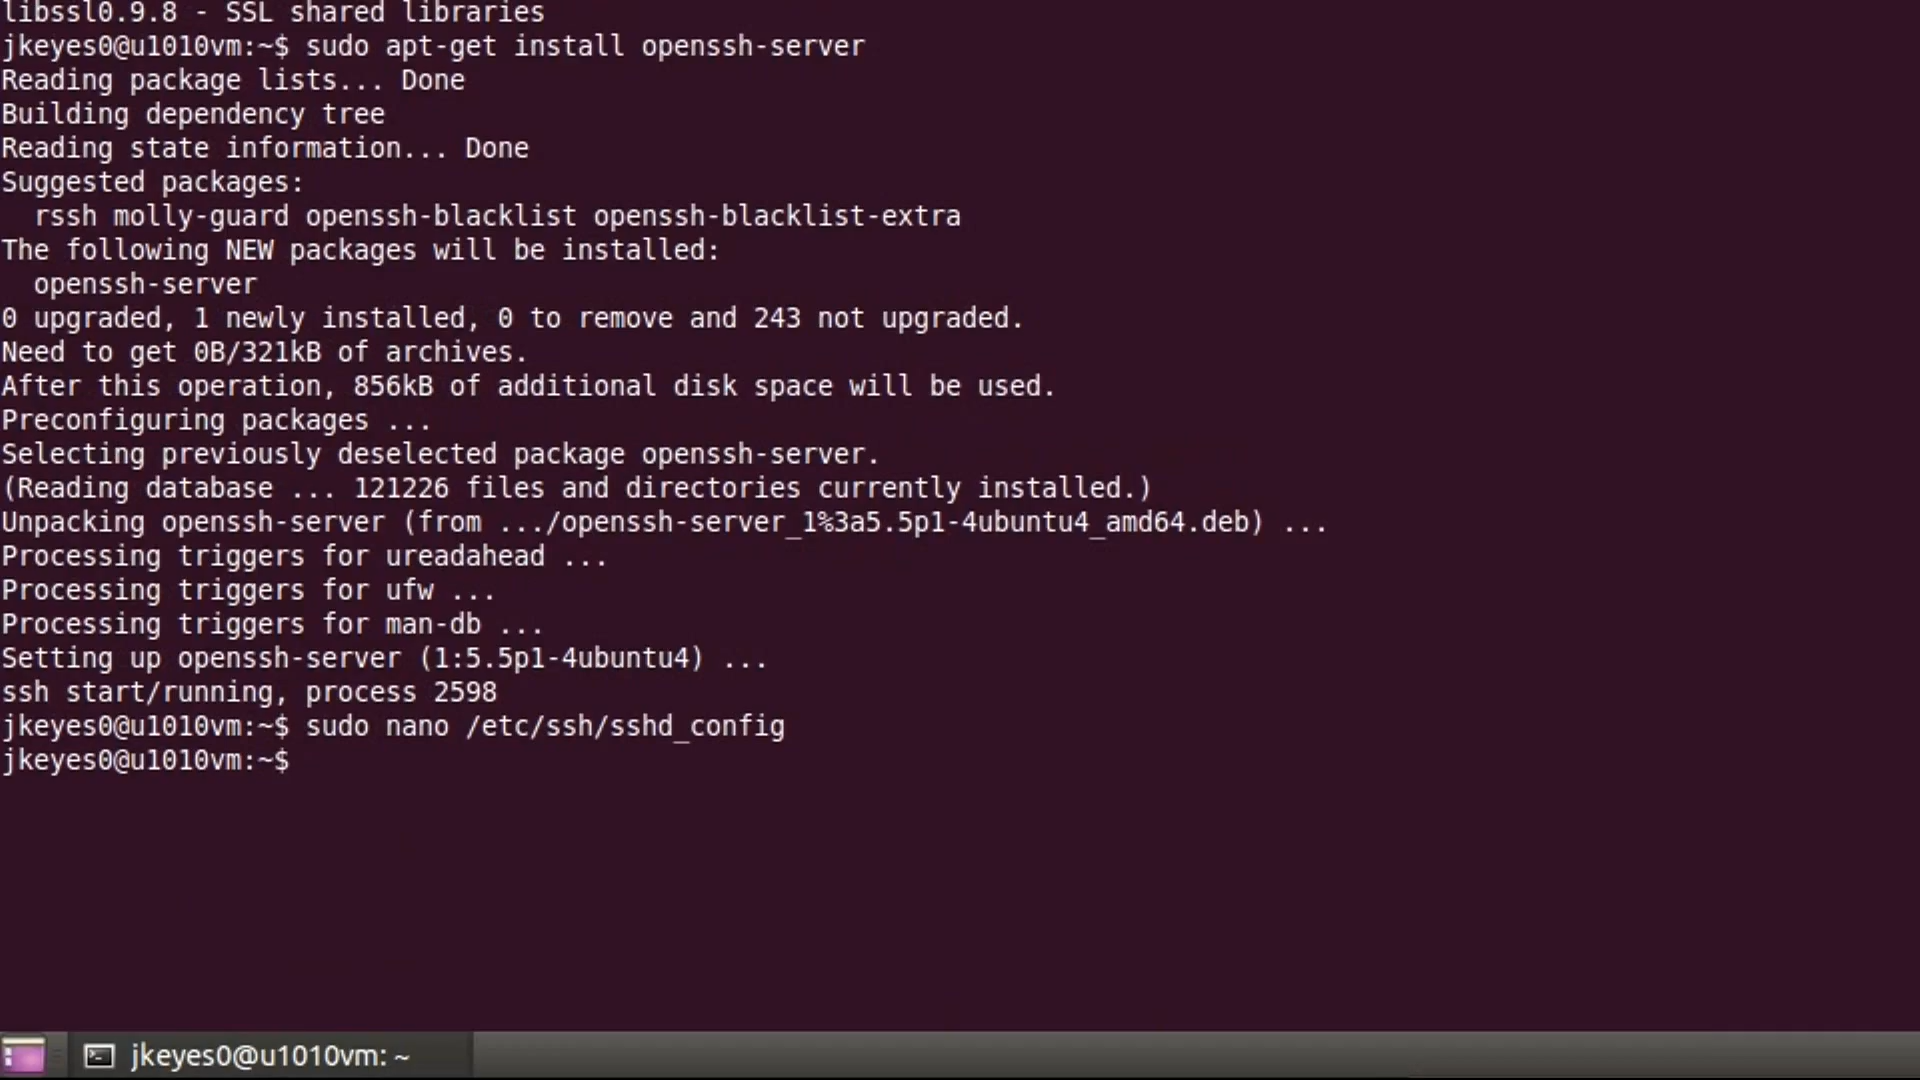 libssl0.9.8 - SSL shared libraries
jkeyes0@u1010vm:~$ sudo apt-get install openssh-server
Reading package lists... Done
Building dependency tree
Reading state information... Done
Suggested packages:
  rssh molly-guard openssh-blacklist openssh-blacklist-extra
The following NEW packages will be installed:
  openssh-server
0 upgraded, 1 newly installed, 0 to remove and 243 not upgraded.
Need to get 0B/321kB of archives.
After this operation, 856kB of additional disk space will be used.
Preconfiguring packages ...
Selecting previously deselected package openssh-server.
(Reading database ... 121226 files and directories currently installed.)
Unpacking openssh-server (from .../openssh-server_1%3a5.5p1-4ubuntu4_amd64.deb) ...
Processing triggers for ureadahead ...
Processing triggers for ufw ...
Processing triggers for man-db ...
Setting up openssh-server (1:5.5p1-4ubuntu4) ...
ssh start/running, process 2598
jkeyes0@u1010vm:~$ sudo nano /etc/ssh/sshd_config
jkeyes0@u1010vm:~$
jkeyes0@u1010vm: ~